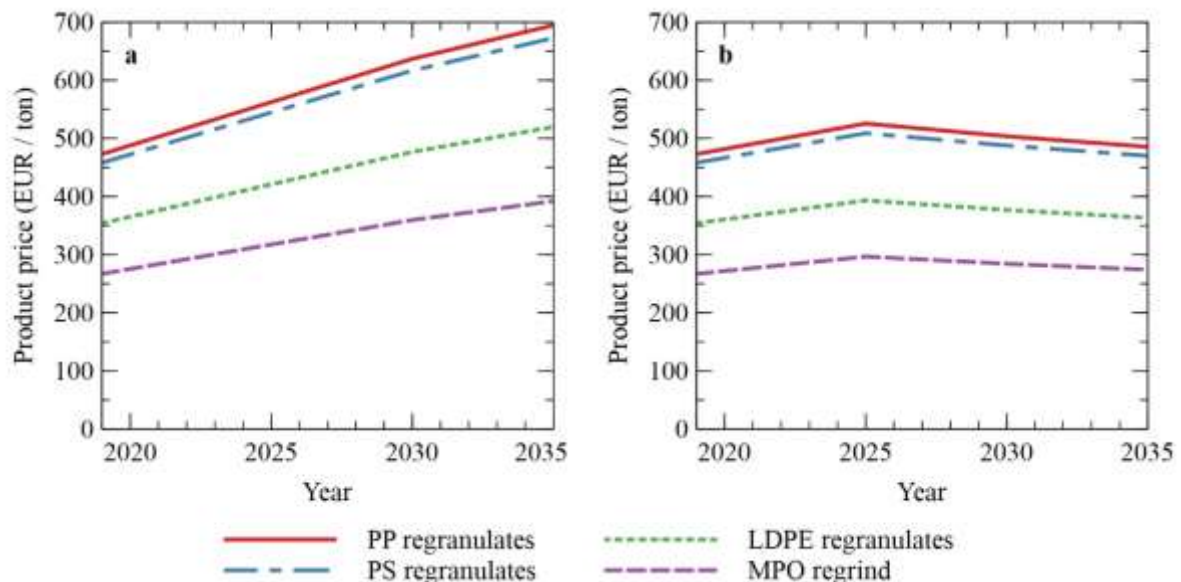 a
Product price (EUR / ton)
700
600
500
400
300
200
100
0
2020 2025 2030 2035
Year
b
Product price (EUR / ton)
700
600
500
400
300
200
100
0
2020 2025 2030 2035
Year
PP regranulates
PS regranulates
LDPE regranulates
MPO regrind